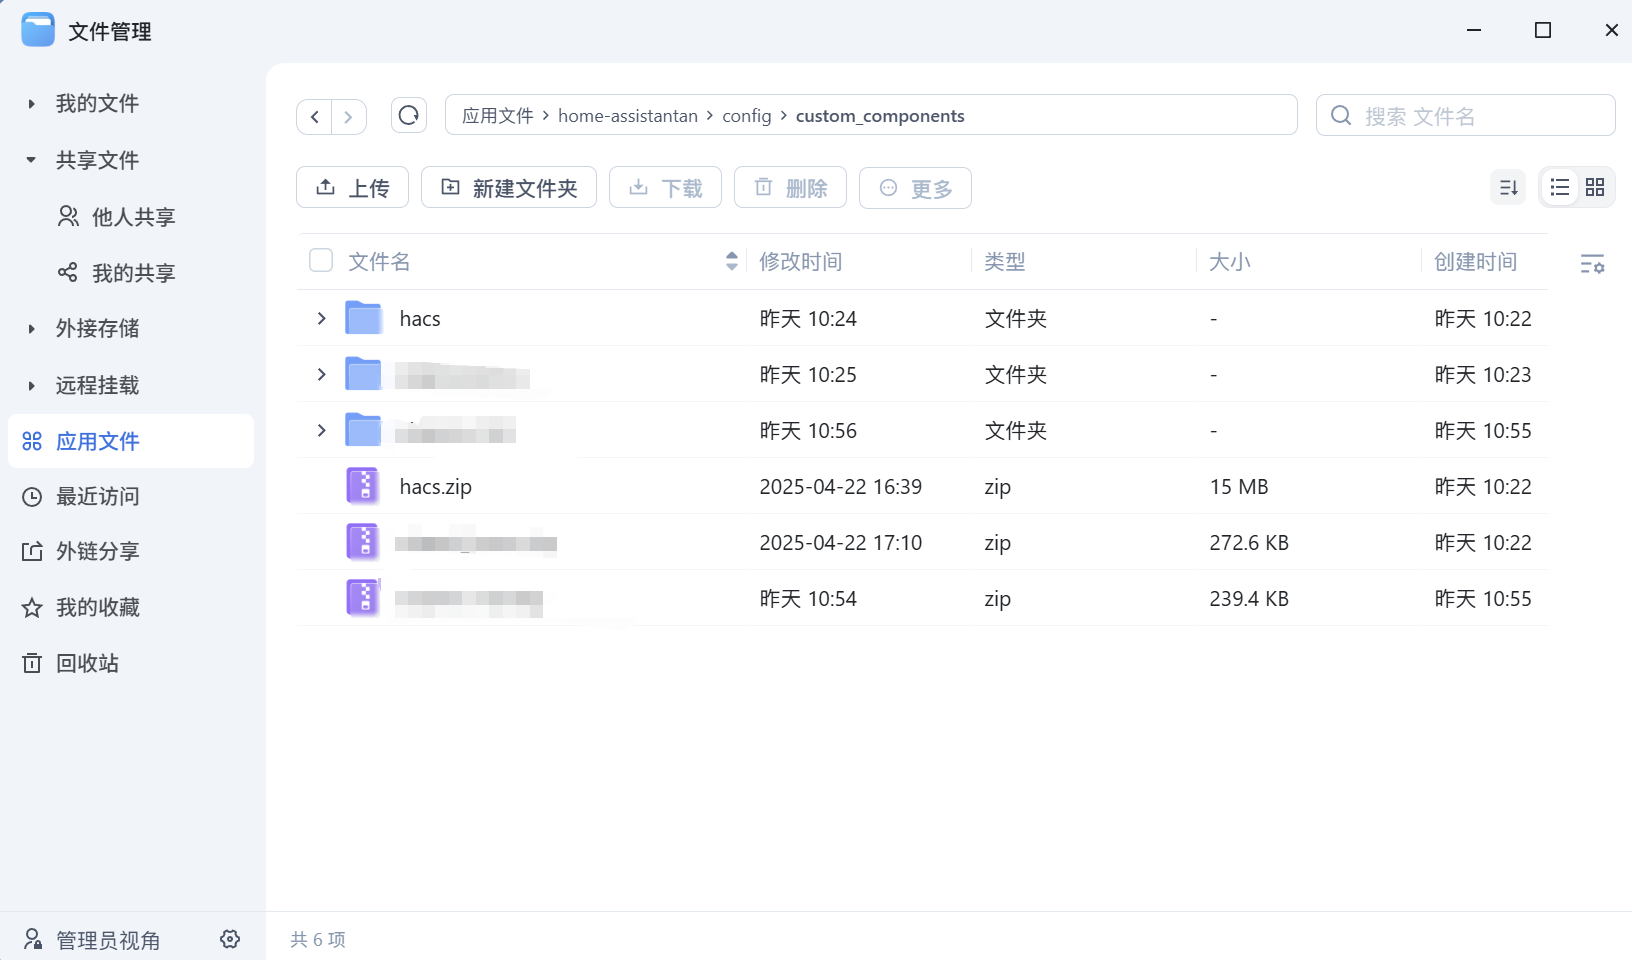 文件管理
我的文件
共享文件
他人共享
我的共享
外接存储
远程挂载
应用文件
最近访问
外链分享
我的收藏
回收站
管理员视角
应用文件 > home-assistantan > config > custom_components
搜索 文件名
上传 新建文件夹 下载 删除 更多
文件名 修改时间 类型 大小 创建时间
hacs 昨天 10:24 文件夹 - 昨天 10:22
昨天 10:25 文件夹 - 昨天 10:23
昨天 10:56 文件夹 - 昨天 10:55
hacs.zip 2025-04-22 16:39 zip 15 MB 昨天 10:22
2025-04-22 17:10 zip 272.6 KB 昨天 10:22
昨天 10:54 zip 239.4 KB 昨天 10:55
共 6 项